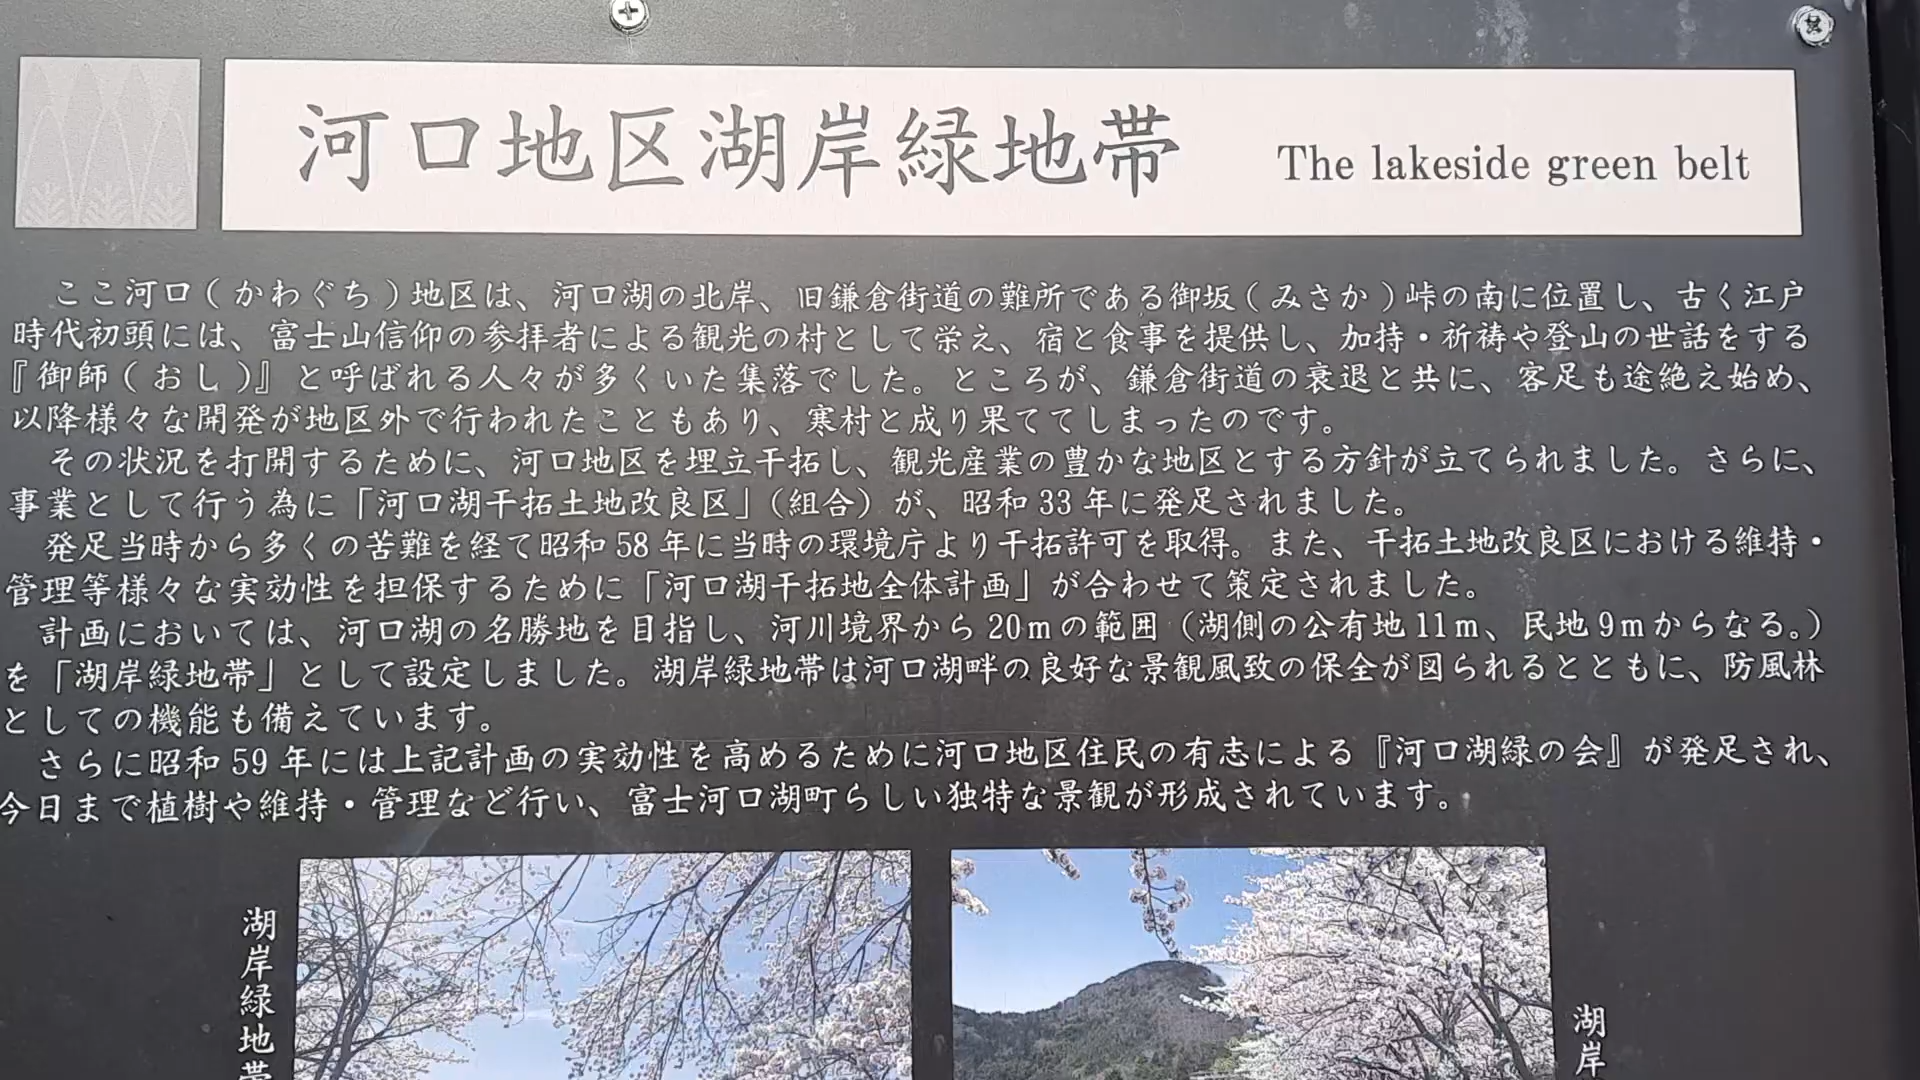 河口地区湖岸緑地帯 The lakeside green belt
ここ河口(かわぐち)地区は、河口湖の北岸、旧鎌倉街道の難所である御坂(みさか)峠の南に位置し、古く江戸
時代初頭には、富士山信仰の参拝者による観光の村として栄え、宿と食事を提供し、加持・祈祷や登山の世話をする
『御師(おし)』と呼ばれる人々が多くいた集落でした。ところが、鎌倉街道の衰退と共に、客足も途絶え始め、
以降様々な開発が地区外で行われたこともあり、寒村と成り果ててしまったのです。
その状況を打開するために、河口地区を埋立干拓し、観光産業の豊かな地区とする方針が立てられました。さらに、
事業として行う為に「河口湖干拓土地改良区」(組合)が、昭和33年に発足されました。
発足当時から多くの苦難を経て昭和58年に当時の環境庁より干拓許可を取得。また、干拓土地改良区における維持・
管理等様々な実効性を担保するために「河口湖干拓地全体計画」が合わせて策定されました。
計画においては、河口湖の名勝地を目指し、河川境界から20mの範囲(湖側の公有地11m、民地9mからなる。)
を「湖岸緑地帯」として設定しました。湖岸緑地帯は河口湖畔の良好な景観風致の保全が図られるとともに、防風林
としての機能も備えています。
さらに昭和59年には上記計画の実効性を高めるために河口地区住民の有志による『河口湖緑の会』が発足され、
今日まで植樹や維持・管理など行い、富士河口湖町らしい独特な景観が形成されています。
湖岸緑地帯
湖岸